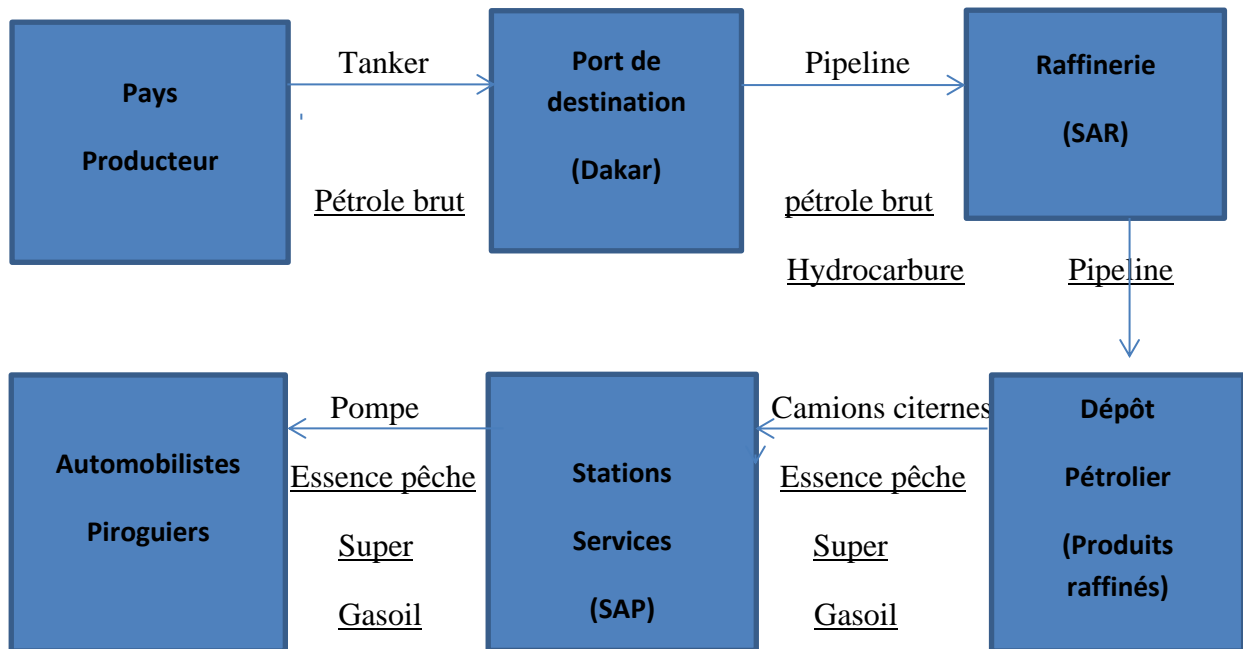 Pays
Producteur
Tanker
Pétrole brut
Port de
destination
(Dakar)
Pipeline
pétrole brut
Hydrocarbure
Raffinerie
(SAR)
Pipeline
Automobilistes
Piroguiers
Pompe
Essence pêche
Super
Gasoil
Stations
Services
(SAP)
Camions citernes
Essence pêche
Super
Gasoil
Dépôt
Pétrolier
(Produits
raffinés)